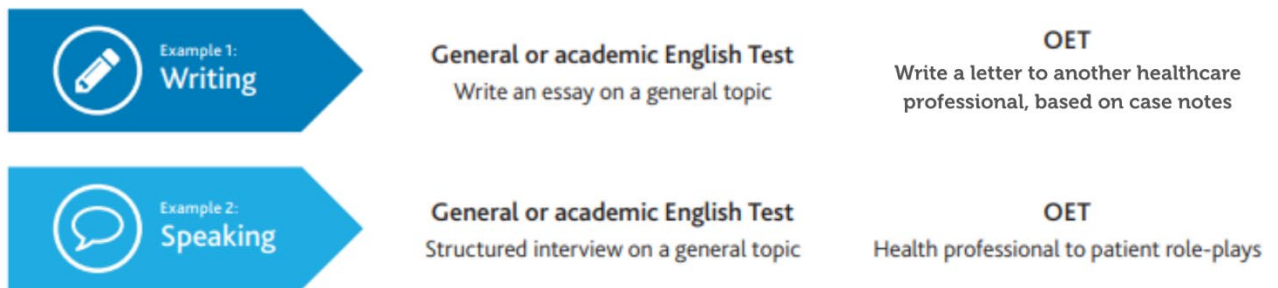 Example 1:
Writing
General or academic English Test
Write an essay on a general topic
OET
Write a letter to another healthcare
professional, based on case notes
Example 2:
Speaking
General or academic English Test
Structured interview on a general topic
OET
Health professional to patient role-plays